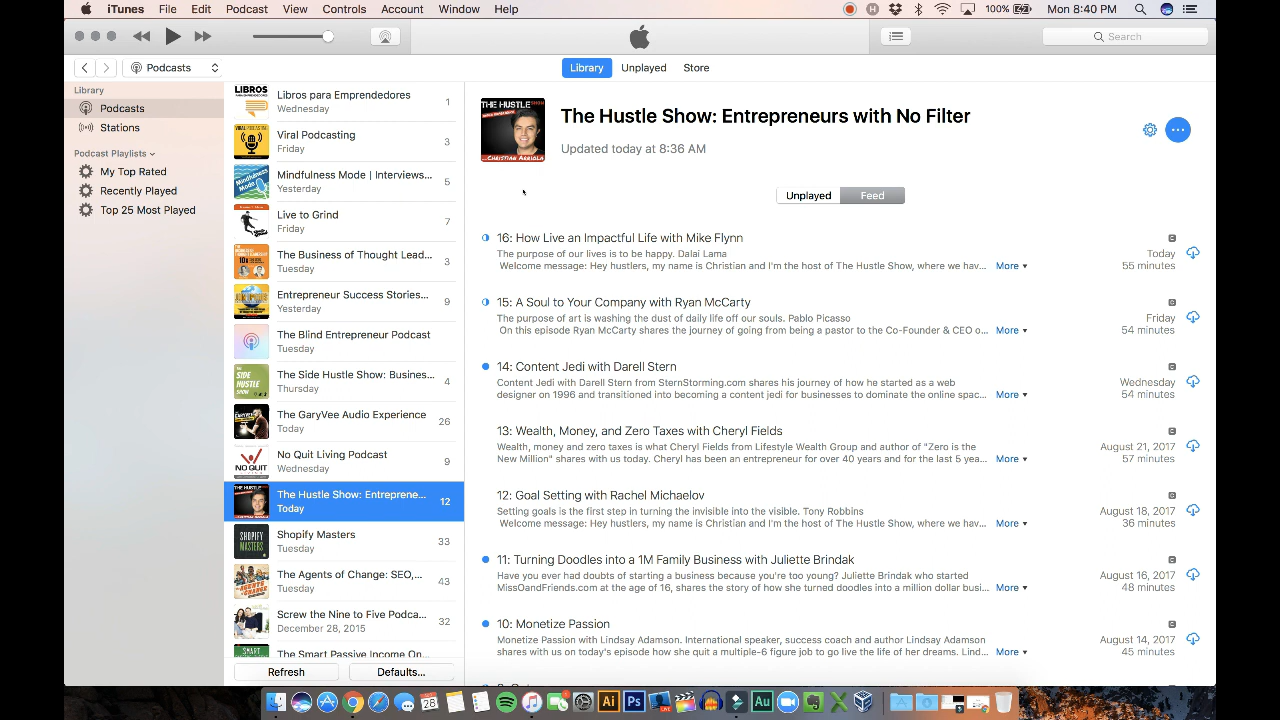 iTunes File Edit Podcast View Controls Account Window Help
100% Mon 8:40 PM
Search
Podcasts
Library Unplayed Store
Library
Podcasts
Stations
Podcast Playlists
My Top Rated
Recently Played
Top 25 Most Played
Libros para Emprendedores 1
Wednesday
Viral Podcasting 3
Friday
Mindfulness Mode | Interviews... 5
Yesterday
Live to Grind 7
Sunday
The Business of Thought Lead... 3
Tuesday
Entrepreneur Success Stories... 9
Yesterday
The Blind Entrepreneur Podcast
Tuesday
The Side Hustle Show: Busines... 4
Thursday
The GaryVee Audio Experience 26
Today
No Quit Living Podcast 9
Wednesday
The Hustle Show: Entreprene... 12
Today
Shopify Masters 33
Tuesday
The Agents of Change: SEO,... 43
Tuesday
Screw the Nine to Five Podca... 32
December 28, 2015
The Smart Passive Income On...
Refresh Defaults...
The Hustle Show: Entrepreneurs with No Filter
Updated today at 8:36 AM
Unplayed Feed
16: How Live an Impactful Life with Mike Flynn
The purpose of our lives is to be happy. Dalai Lama Today
Welcome message: Hey hustlers, my name is Christian and I'm the host of The Hustle Show, where we hav... More 55 minutes
15: A Soul to Your Company with Ryan McCarty
The purpose of art is washing the dust of daily life off our souls. Pablo Picasso Friday
On this episode Ryan McCarty shares the journey of going from being a pastor to the Co-Founder & CEO o... More 54 minutes
14: Content Jedi with Darell Stern
Content Jedi with Darell Stern from SternStorming.com shares his journey of how he started as a web Wednesday
designer on 1996 and transitioned into becoming a content jedi for businesses to dominate the online spac... More 54 minutes
13: Wealth, Money, and Zero Taxes with Cheryl Fields
Wealth, money and zero taxes is what Cheryl Fields from Lifestyle Wealth Group and author of "Zero is the August 21, 2017
New Million" shares with us today. Cheryl has been an entrepreneur for over 40 years and for the last 5 yea... More 57 minutes
12: Goal Setting with Rachel Michaelov
Setting goals is the first step in turning the invisible into the visible. Tony Robbins August 18, 2017
Welcome message: Hey hustlers, my name is Christian and I'm the host of The Hustle Show, where we hav... More 36 minutes
11: Turning Doodles into a 1M Family Business with Juliette Brindak
Have you ever had doubts of starting a business because you're too young? Juliette Brindak who started August 16, 2017
MissOandFriends.com at the age of 16, shares the story of how she turned doodles into a million dollar busi... More 48 minutes
10: Monetize Passion
Monetize Passion with Lindsay Adamson. International speaker, success coach and author Lindsay Adamson August 14, 2017
shares with us on today's episode how she quit a multiple-6 figure job to go live the life of her dreams. Lind... More 45 minutes